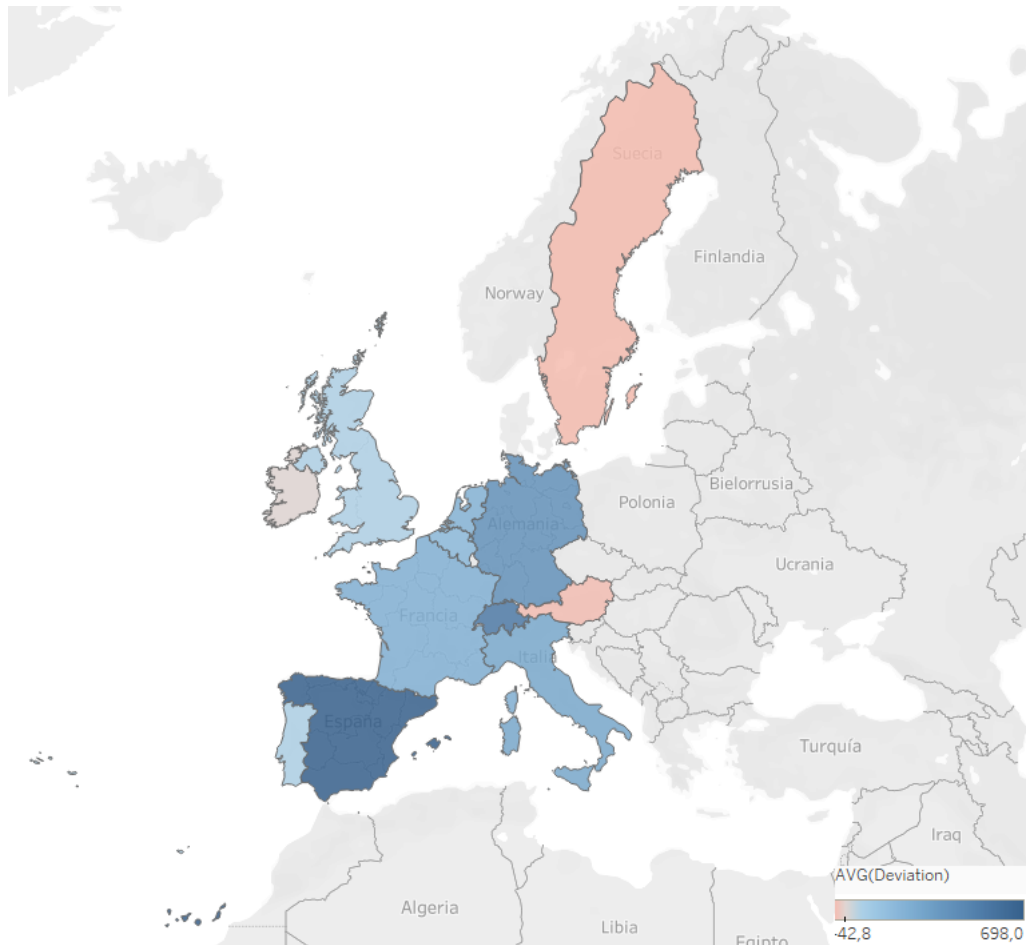 Suecia
Finlandia
Norway
Polonia
Bielorrusia
Alemania
Ucrania
Francia
Italia
España
Turquía
Iraq
AVG(Deviation)
-42,8
698,0
Algeria
Libia
Egipto